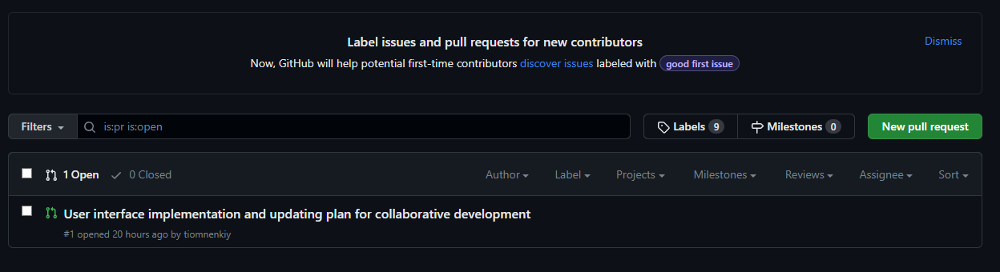 Label issues and pull requests for new contributors
Dismiss
Now, GitHub will help potential first-time contributors discover issues labeled with good first issue
Filters
is:pr is:open
Labels 9
Milestones 0
New pull request
1 Open
0 Closed
Author
Label
Projects
Milestones
Reviews
Assignee
Sort
User interface implementation and updating plan for collaborative development
#1 opened 20 hours ago by tiomnenkiy